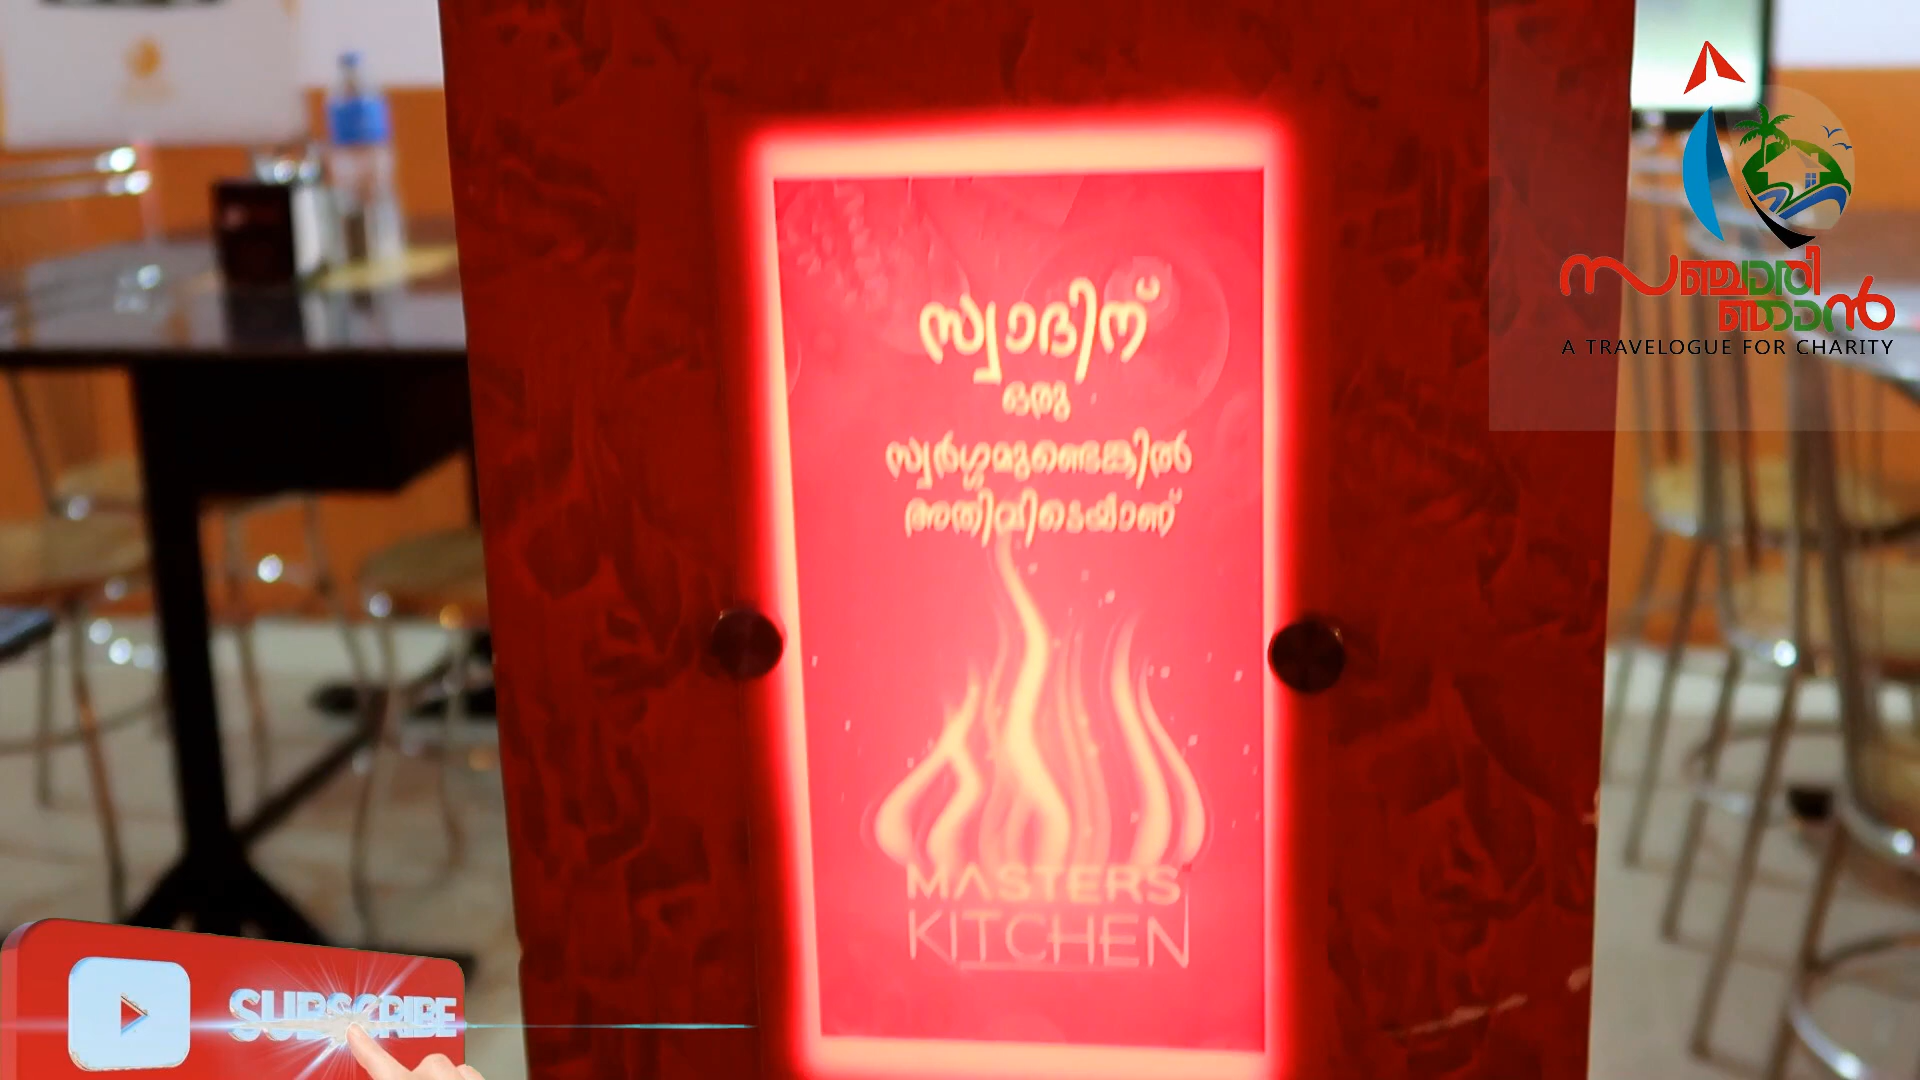 സ്വാദിന്
ഒരു
സ്വർഗ്ഗമുണ്ടെങ്കിൽ
അതിവിടെയാണ്
MASTERS
KITCHEN
സഞ്ചാരി
ഞാൻ
A TRAVELOGUE FOR CHARITY
SUBSCRIBE